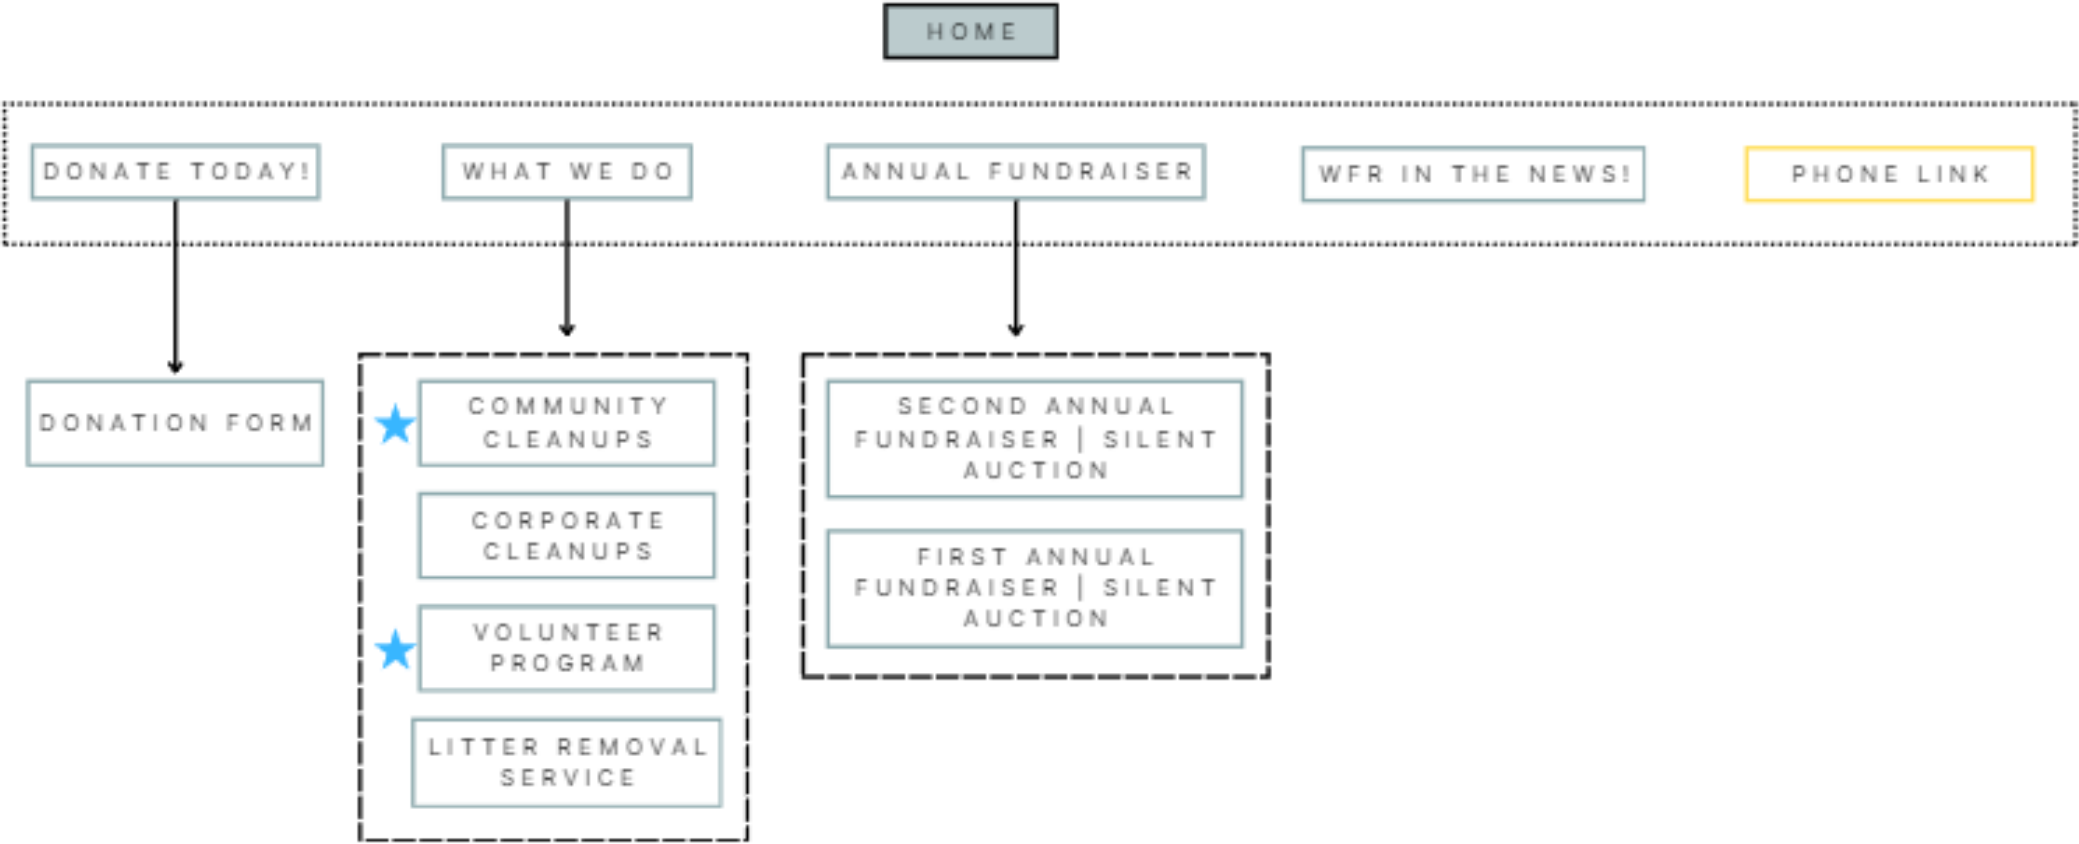 HOME
DONATE TODAY!
WHAT WE DO
ANNUAL FUNDRAISER
WFR IN THE NEWS!
PHONE LINK
DONATION FORM
COMMUNITY
CLEANUPS
CORPORATE
CLEANUPS
VOLUNTEER
PROGRAM
LITTER REMOVAL
SERVICE
SECOND ANNUAL
FUNDRAISER | SILENT
AUCTION
FIRST ANNUAL
FUNDRAISER | SILENT
AUCTION